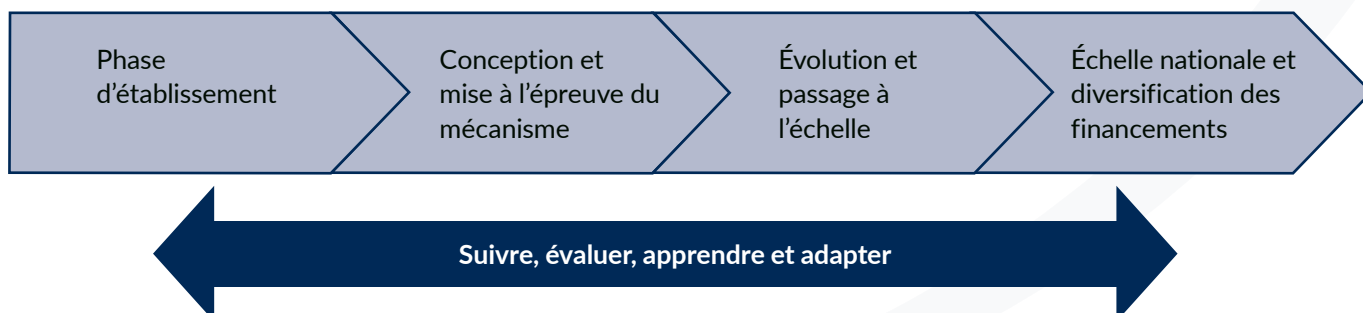 Phase
d’établissement
Conception et
mise à l’épreuve du
mécanisme
Évolution et
passage à
l’échelle
Échelle nationale et
diversification des
financements
Suivre, évaluer, apprendre et adapter